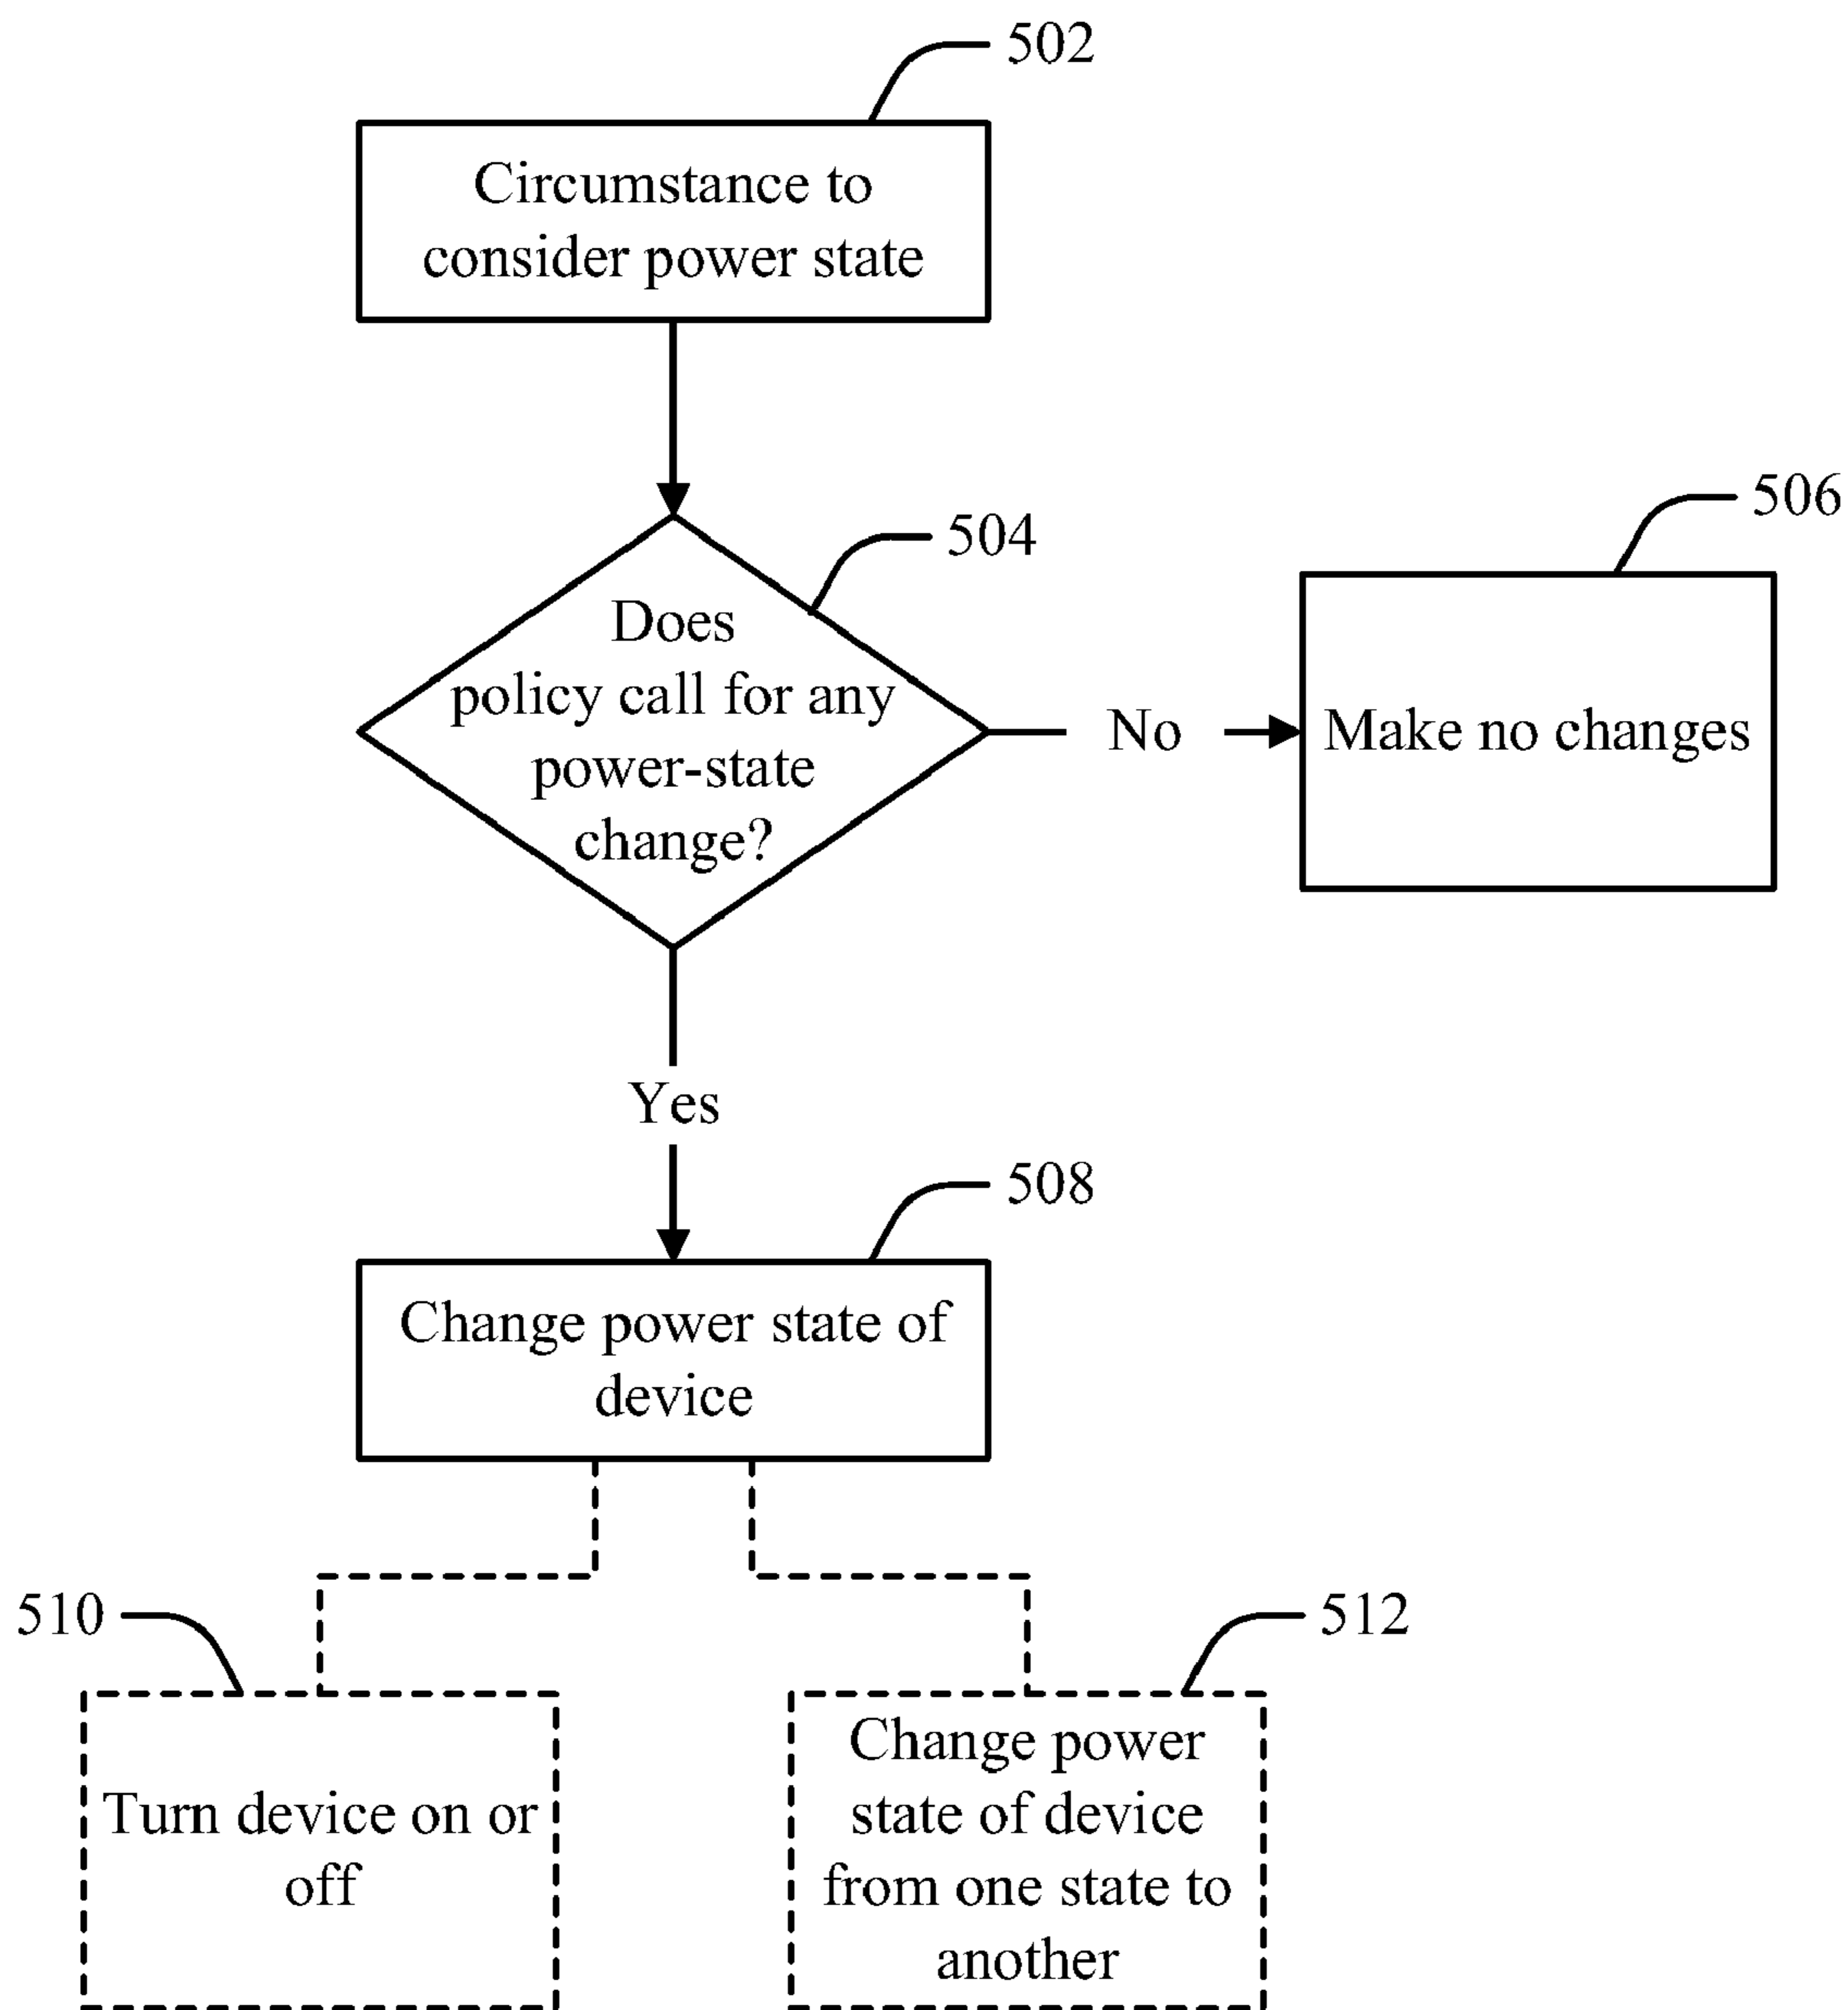 502
Circumstance to
consider power state
504
Does
policy call for any
power-state
change?
No
506
Make no changes
Yes
508
Change power state of
device
510
Turn device on or
off
512
Change power
state of device
from one state to
another